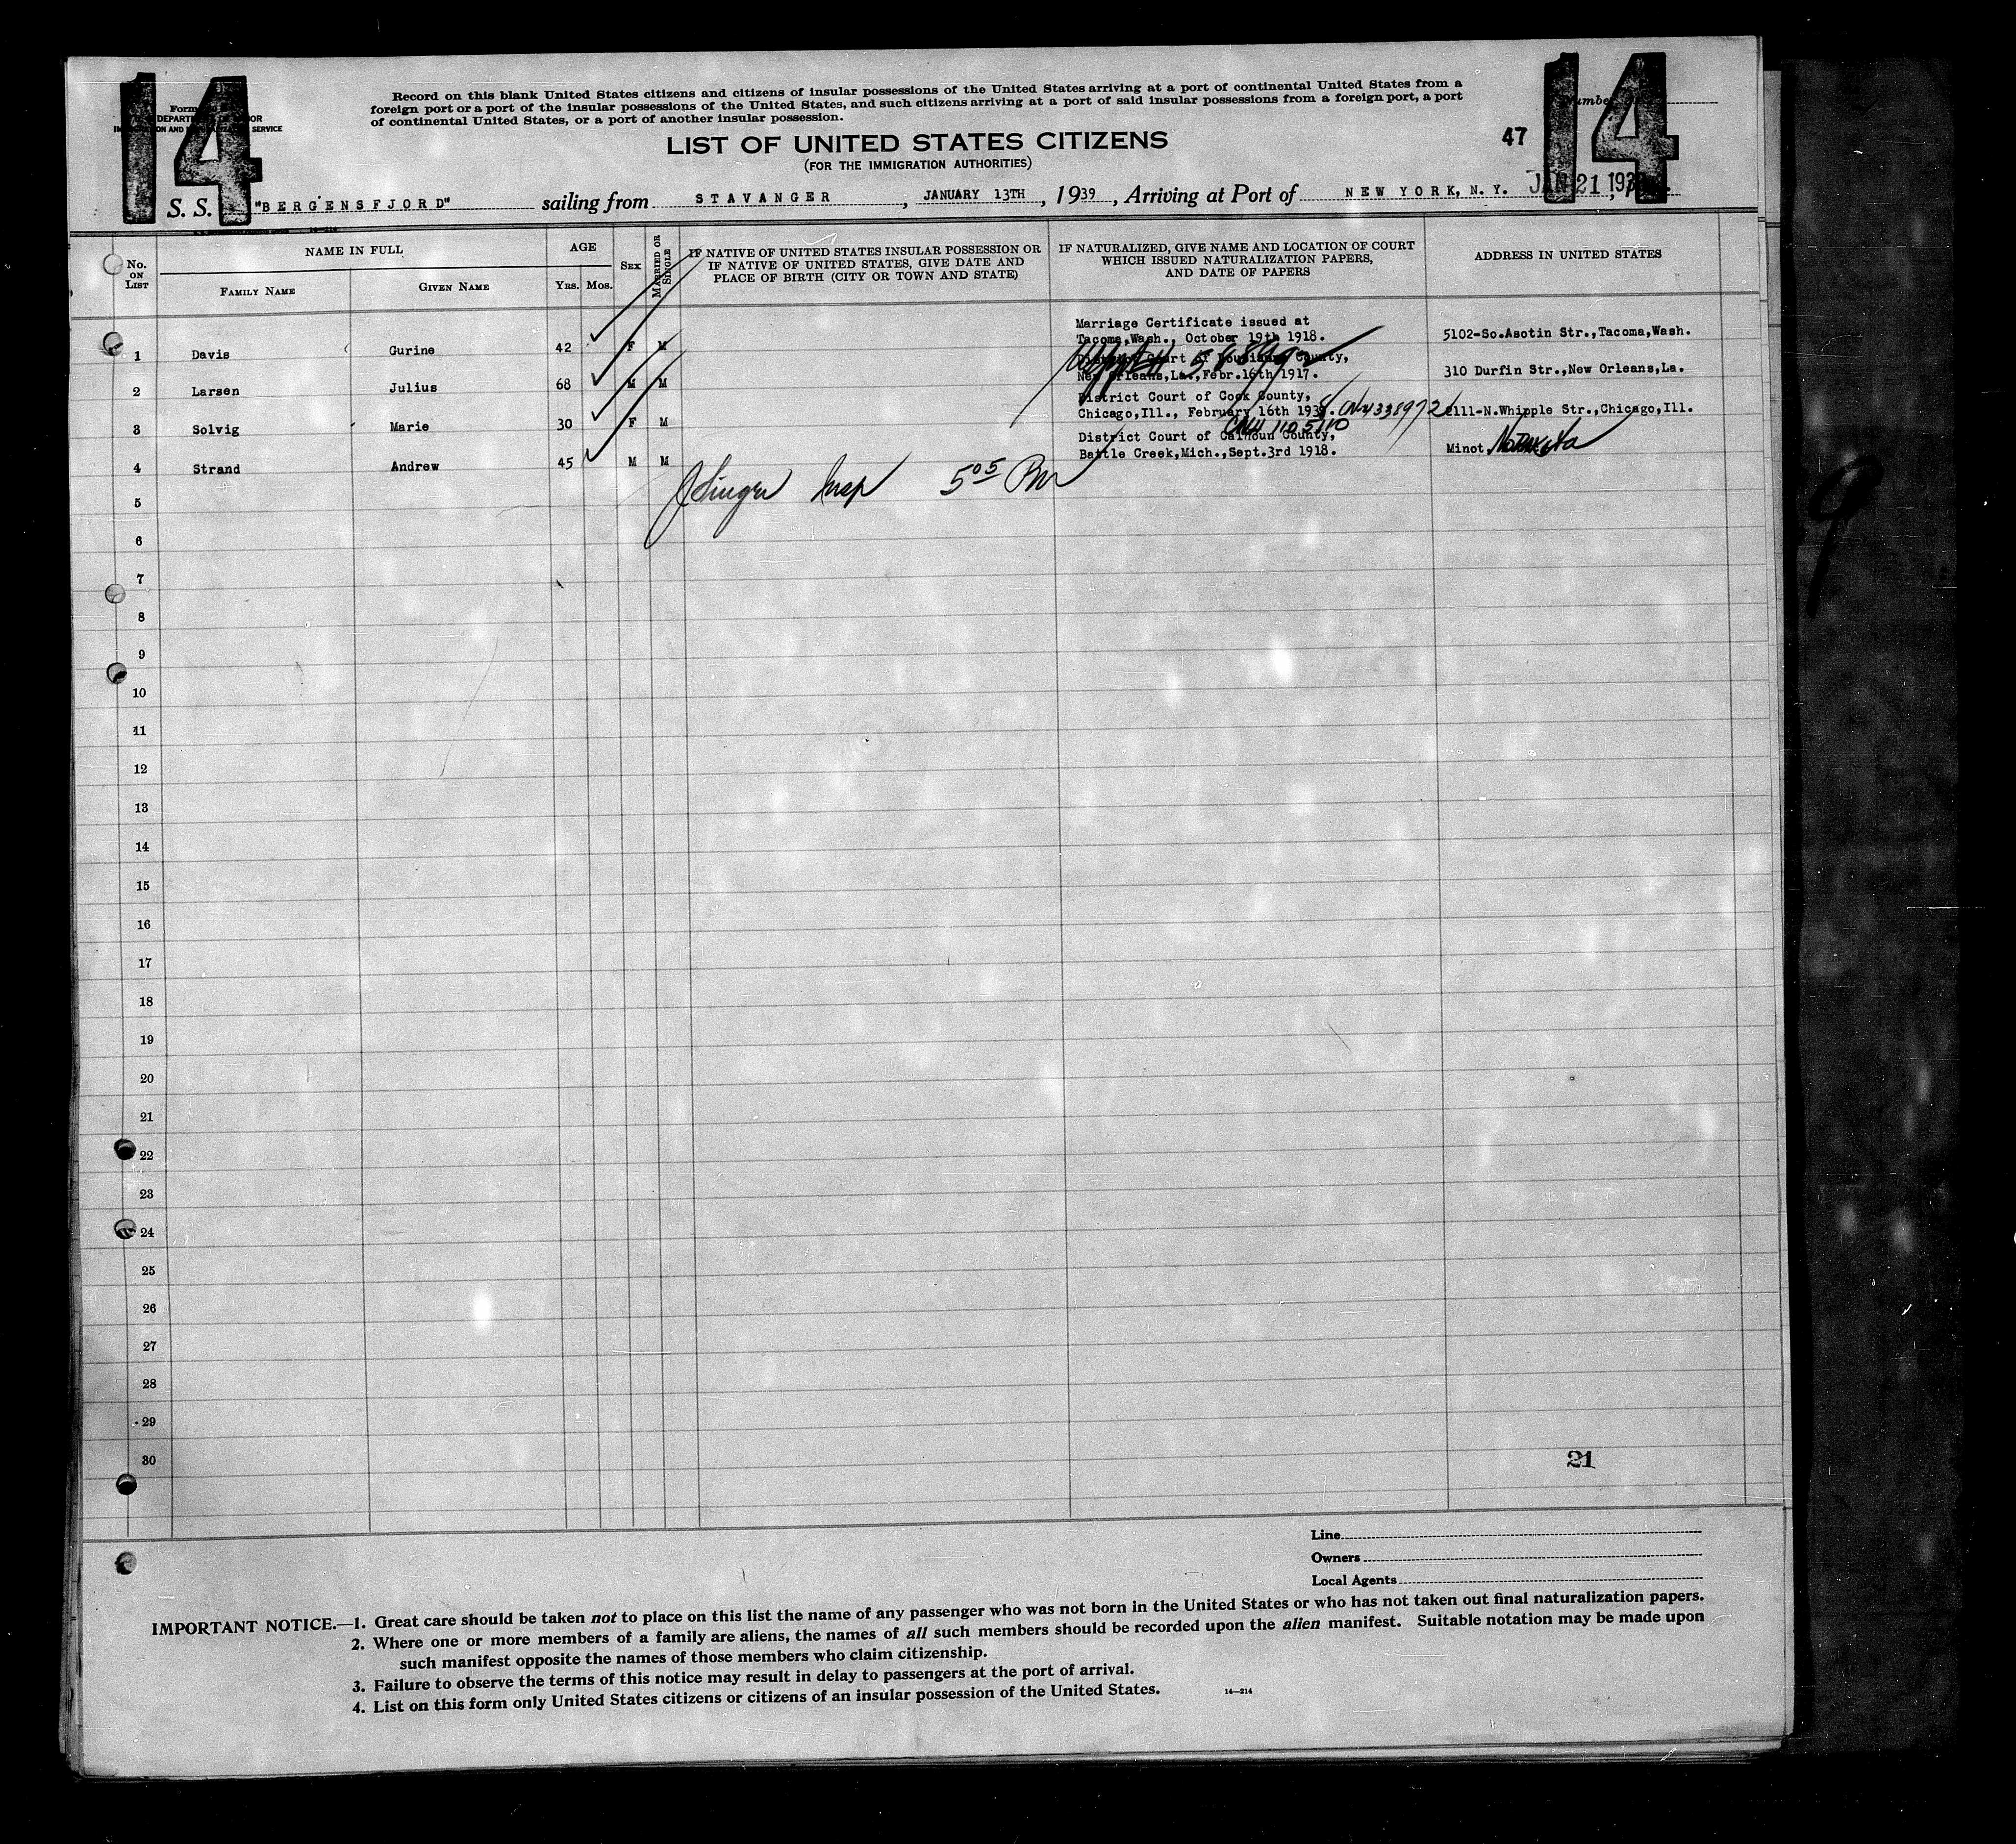 14
14
Record on this blank United States citizens and citizens of insular possessions of the United States arriving at a port of continental United States from a
foreign port or a port of the insular possessions of the United States, and such citizens arriving at a port of said insular possessions from a foreign port, a port
of continental United States, or a port of another insular possession.
LIST OF UNITED STATES CITIZENS
(FOR THE IMMIGRATION AUTHORITIES)
47
S. S. "BERGENSFJORD" sailing from STAVANGER, JANUARY 13TH, 1939, Arriving at Port of NEW YORK, N. Y. JAN 21
No. ON LIST
NAME IN FULL
FAMILY NAME
GIVEN NAME
AGE
YRS. MOS.
SEX
MARRIED OR SINGLE
IF NATIVE OF UNITED STATES INSULAR POSSESSION OR
IF NATIVE OF UNITED STATES, GIVE DATE AND
PLACE OF BIRTH (CITY OR TOWN AND STATE)
IF NATURALIZED, GIVE NAME AND LOCATION OF COURT
WHICH ISSUED NATURALIZATION PAPERS,
AND DATE OF PAPERS
ADDRESS IN UNITED STATES
Marriage Certificate issued at
1 Davis Gurine 42 F M Tacoma,Wash., October 19th 1918. 5102-So.Asotin Str.,Tacoma,Wash.
District Court of County,
2 Larsen Julius 68 M M New Orleans,La.,Febr.16th 1917. 310 Durfin Str.,New Orleans,La.
District Court of Cook County,
3 Solvig Marie 30 F M Chicago,Ill., February 16th 1938. CN4338972 2111-N.Whipple Str.,Chicago,Ill.
District Court of Calhoun County,
4 Strand Andrew 45 M M Battle Creek,Mich.,Sept.3rd 1918. Minot, No Dakota
5 Singer Insp 5 05 Pm
6
7
8
9
10
11
12
13
14
15
16
17
18
19
20
21
22
23
24
25
26
27
28
29
30
21
Line
Owners
Local Agents
IMPORTANT NOTICE.—1. Great care should be taken not to place on this list the name of any passenger who was not born in the United States or who has not taken out final naturalization papers.
2. Where one or more members of a family are aliens, the names of all such members should be recorded upon the alien manifest. Suitable notation may be made upon
such manifest opposite the names of those members who claim citizenship.
3. Failure to observe the terms of this notice may result in delay to passengers at the port of arrival.
4. List on this form only United States citizens or citizens of an insular possession of the United States.
14—214
9